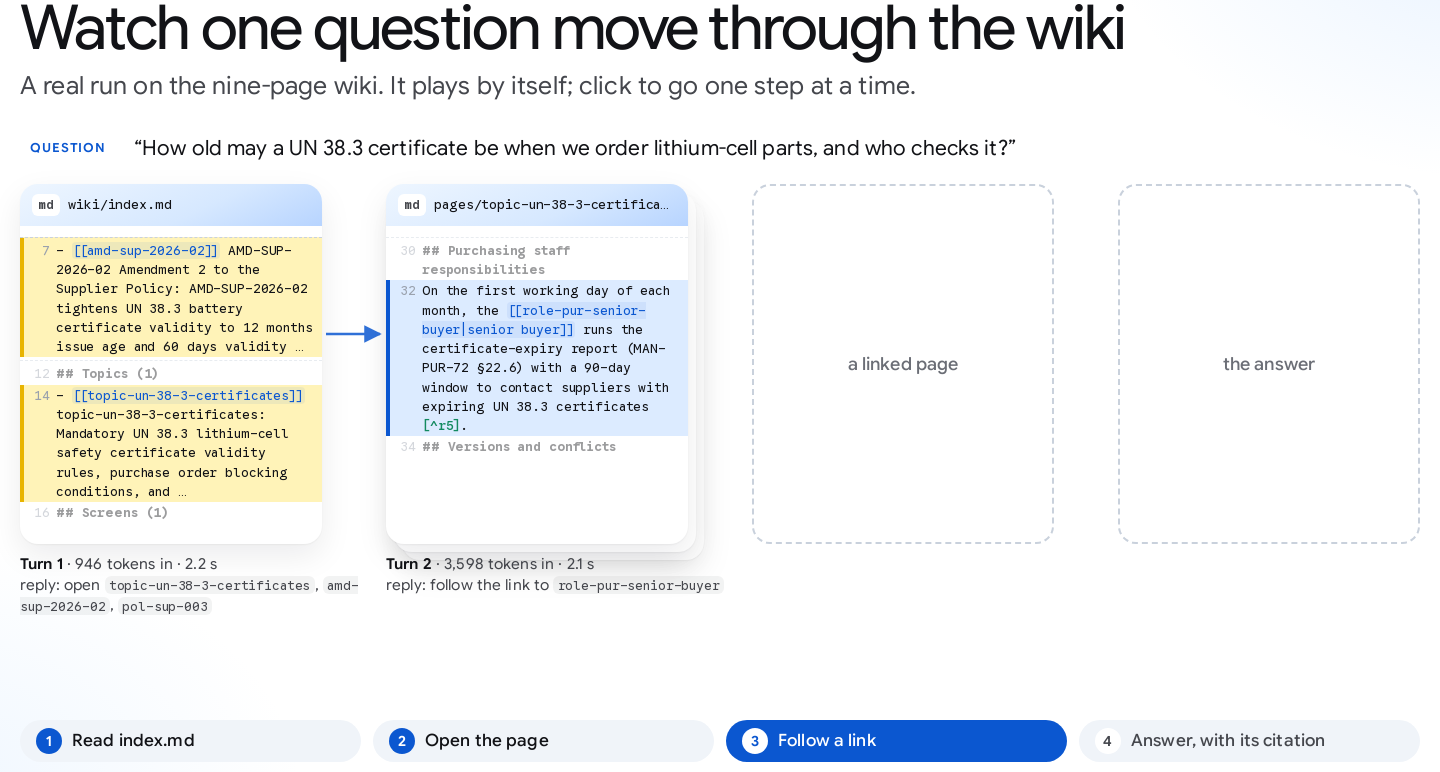 Watch one question move through the wiki
A real run on the nine-page wiki. It plays by itself; click to go one step at a time.
QUESTION
“How old may a UN 38.3 certificate be when we order lithium-cell parts, and who checks it?”
md wiki/index.md
7 - [[amd-sup-2026-02]] AMD-SUP-
2026-02 Amendment 2 to the
Supplier Policy: AMD-SUP-2026-02
tightens UN 38.3 battery
certificate validity to 12 months
issue age and 60 days validity …
12 ## Topics (1)
14 - [[topic-un-38-3-certificates]]
topic-un-38-3-certificates:
Mandatory UN 38.3 lithium-cell
safety certificate validity
rules, purchase order blocking
conditions, and …
16 ## Screens (1)
Turn 1 · 946 tokens in · 2.2 s
reply: open topic-un-38-3-certificates, amd-
sup-2026-02, pol-sup-003
md pages/topic-un-38-3-certifica…
30 ## Purchasing staff
responsibilities
32 On the first working day of each
month, the [[role-pur-senior-
buyer|senior buyer]] runs the
certificate-expiry report (MAN-
PUR-72 §22.6) with a 90-day
window to contact suppliers with
expiring UN 38.3 certificates
[^r5].
34 ## Versions and conflicts
Turn 2 · 3,598 tokens in · 2.1 s
reply: follow the link to role-pur-senior-buyer
a linked page
the answer
1 Read index.md
2 Open the page
3 Follow a link
4 Answer, with its citation